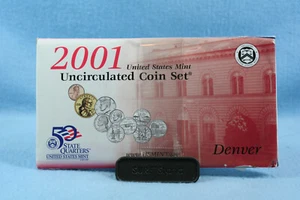 2001
United States Mint
Uncirculated Coin Set®
50
STATE
QUARTERS
UNITED STATES MINT
Denver